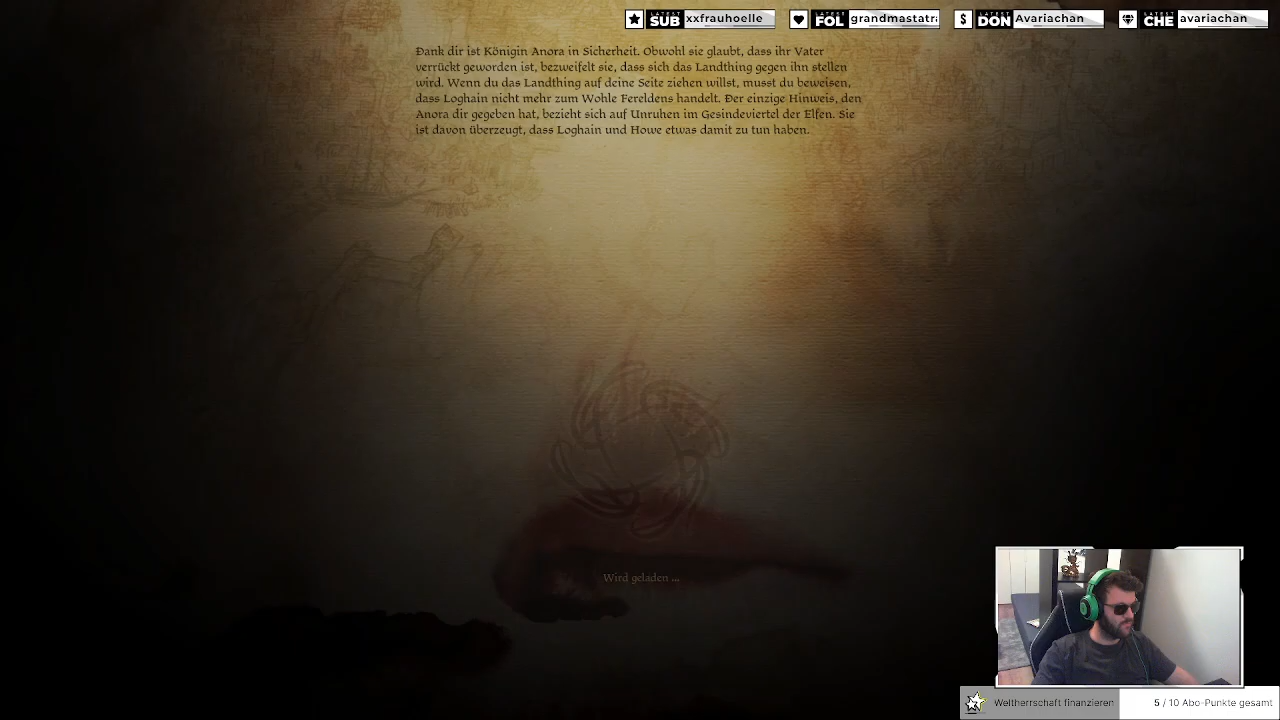 LATEST SUB xxfrauhoelle LATEST FOL grandmastatra LATEST DON Avariachan LATEST CHE avariachan
Dank dir ist Königin Anora in Sicherheit. Obwohl sie glaubt, dass ihr Vater
verrückt geworden ist, bezweifelt sie, dass sich das Landthing gegen ihn stellen
wird. Wenn du das Landthing auf deine Seite ziehen willst, musst du beweisen,
dass Loghain nicht mehr zum Wohle Fereldens handelt. Der einzige Hinweis, den
Anora dir gegeben hat, bezieht sich auf Unruhen im Gesindeviertel der Elfen. Sie
ist davon überzeugt, dass Loghain und Howe etwas damit zu tun haben.
Wird geladen ...
Weltherrschaft finanzieren 5 / 10 Abo-Punkte gesamt